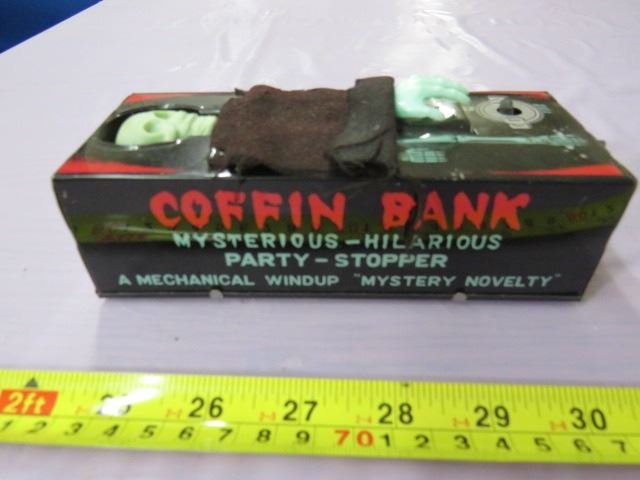 COFFIN BANK
MYSTERIOUS-HILARIOUS
PARTY-STOPPER
A MECHANICAL WINDUP "MYSTERY NOVELTY"
2ft 25 26 27 28 29 30
1 2 3 4 5 6 7 8 9 70 1 2 3 4 5 6 7